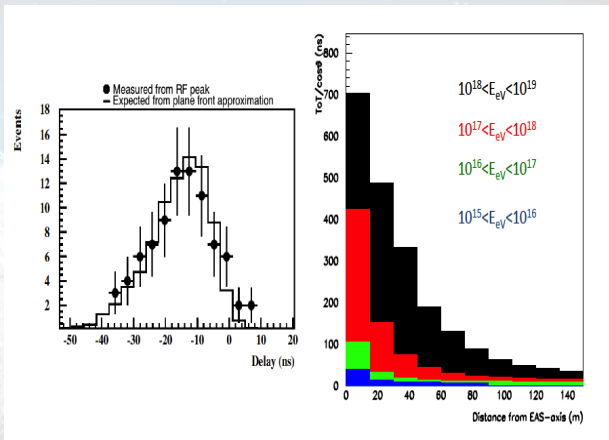 ● Measured from RF peak
— Expected from plane front approximation
Events
18
16
14
12
10
8
6
4
2
-50 -40 -30 -20 -10 0 10 20
Delay (ns)
ToT/cosθ (ns)
800
700
600
500
400
300
200
100
0
10¹⁸<E_eV<10¹⁹
10¹⁷<E_eV<10¹⁸
10¹⁶<E_eV<10¹⁷
10¹⁵<E_eV<10¹⁶
0 20 40 60 80 100 120 140
Distance from EAS-axis (m)